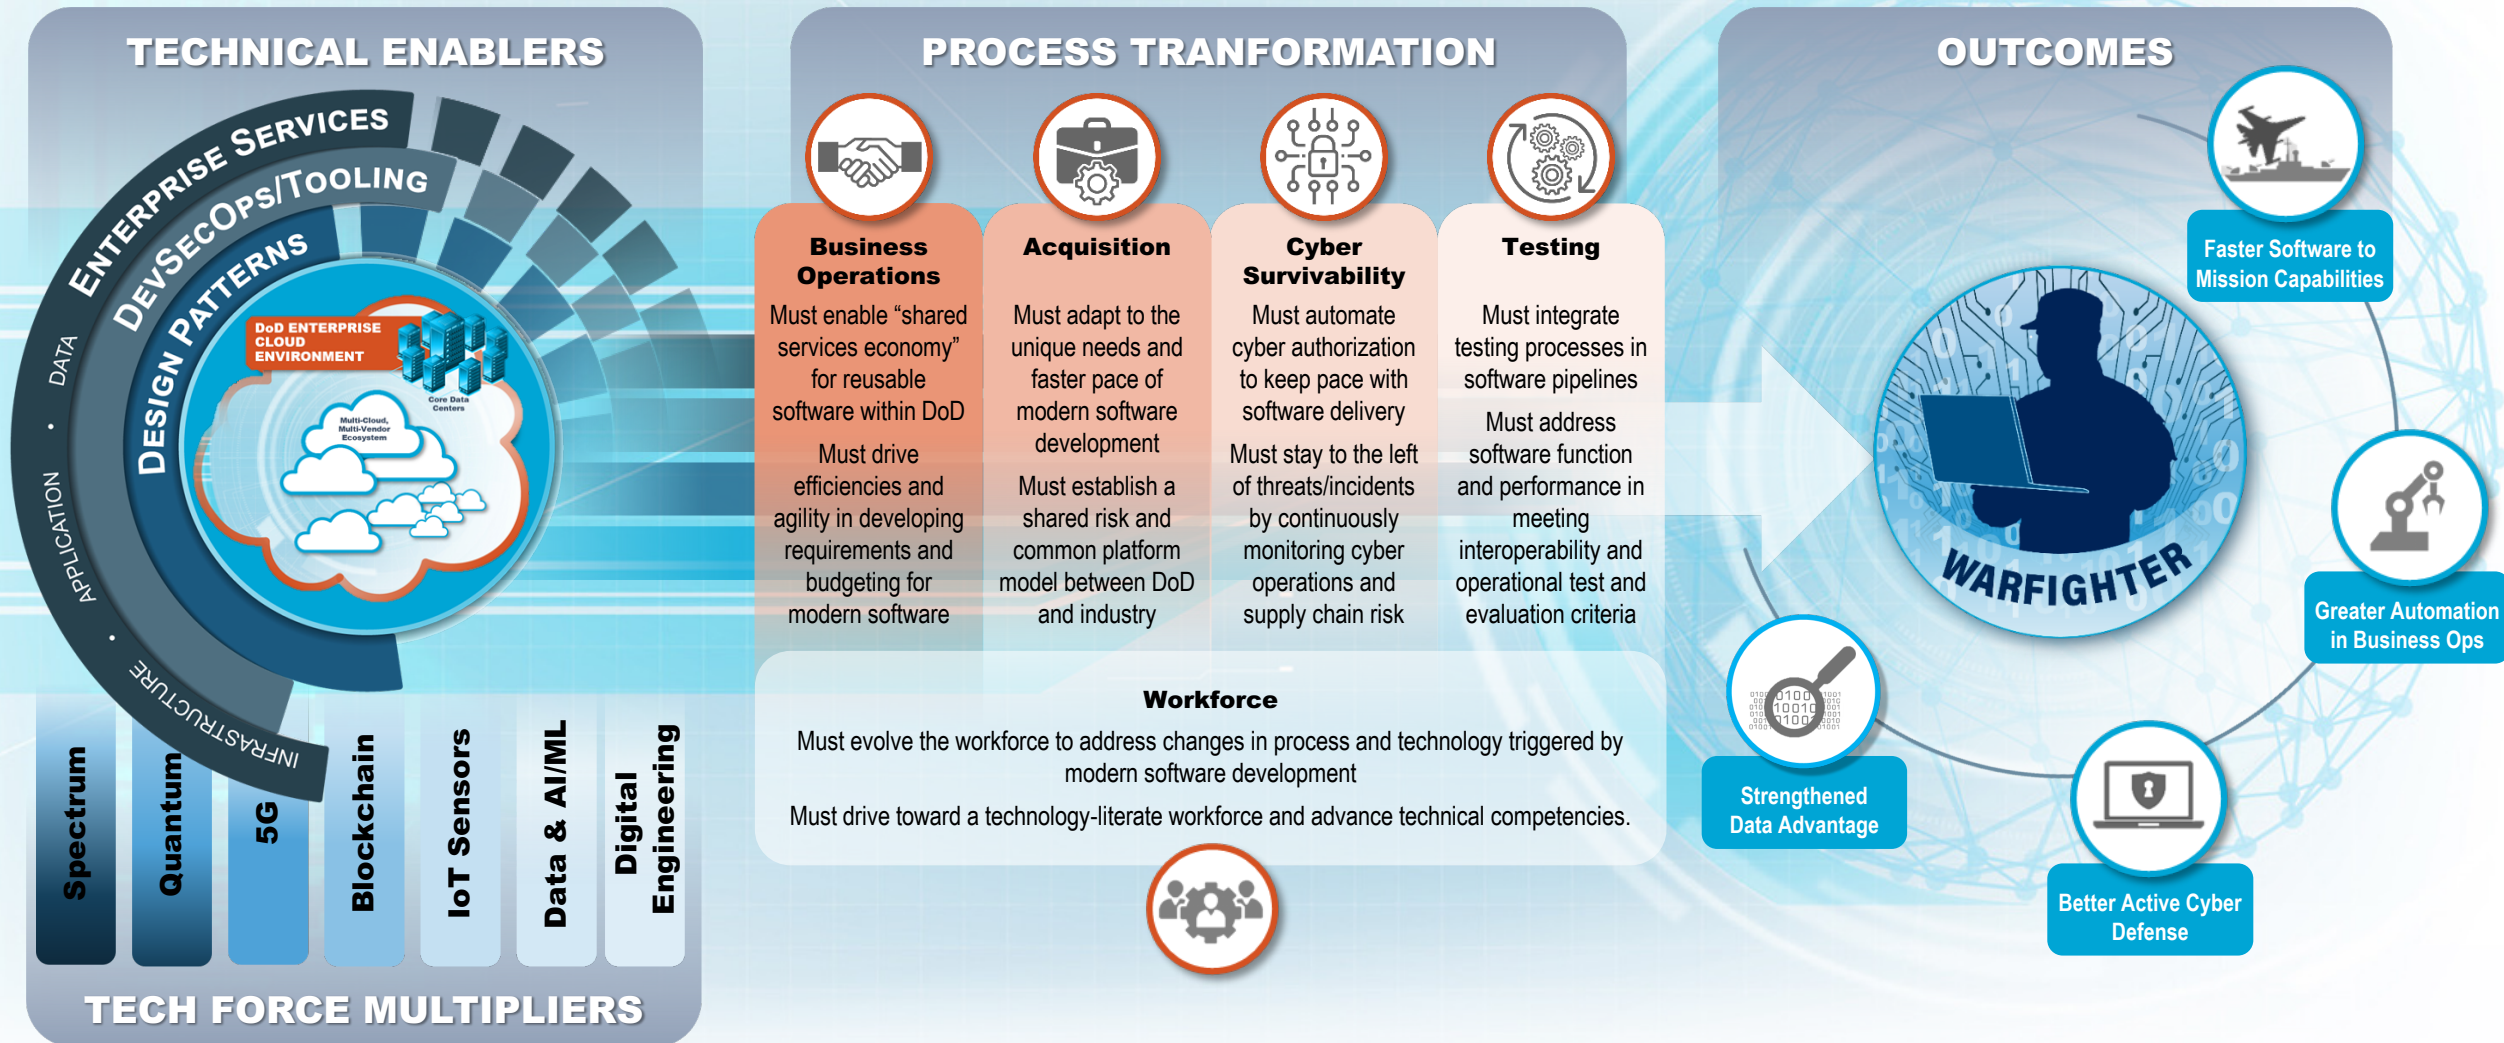 TECHNICAL ENABLERS
ENTERPRISE SERVICES
DATA • APPLICATION • INFRASTRUCTURE
DEVSECOPS/TOOLING
DESIGN PATTERNS
DoD ENTERPRISE
CLOUD
ENVIRONMENT
Core Data
Centers
Multi-Cloud,
Multi-Vendor
Ecosystem
Spectrum
Quantum
5G
Blockchain
IoT Sensors
Data & AI/ML
Digital
Engineering
TECH FORCE MULTIPLIERS
PROCESS TRANFORMATION
Business
Operations
Must enable “shared
services economy”
for reusable
software within DoD
Must drive
efficiencies and
agility in developing
requirements and
budgeting for
modern software
Acquisition
Must adapt to the
unique needs and
faster pace of
modern software
development
Must establish a
shared risk and
common platform
model between DoD
and industry
Cyber
Survivability
Must automate
cyber authorization
to keep pace with
software delivery
Must stay to the left
of threats/incidents
by continuously
monitoring cyber
operations and
supply chain risk
Testing
Must integrate
testing processes in
software pipelines
Must address
software function
and performance in
meeting
interoperability and
operational test and
evaluation criteria
Workforce
Must evolve the workforce to address changes in process and technology triggered by
modern software development
Must drive toward a technology-literate workforce and advance technical competencies.
OUTCOMES
Faster Software to
Mission Capabilities
WARFIGHTER
Greater Automation
in Business Ops
Strengthened
Data Advantage
Better Active Cyber
Defense